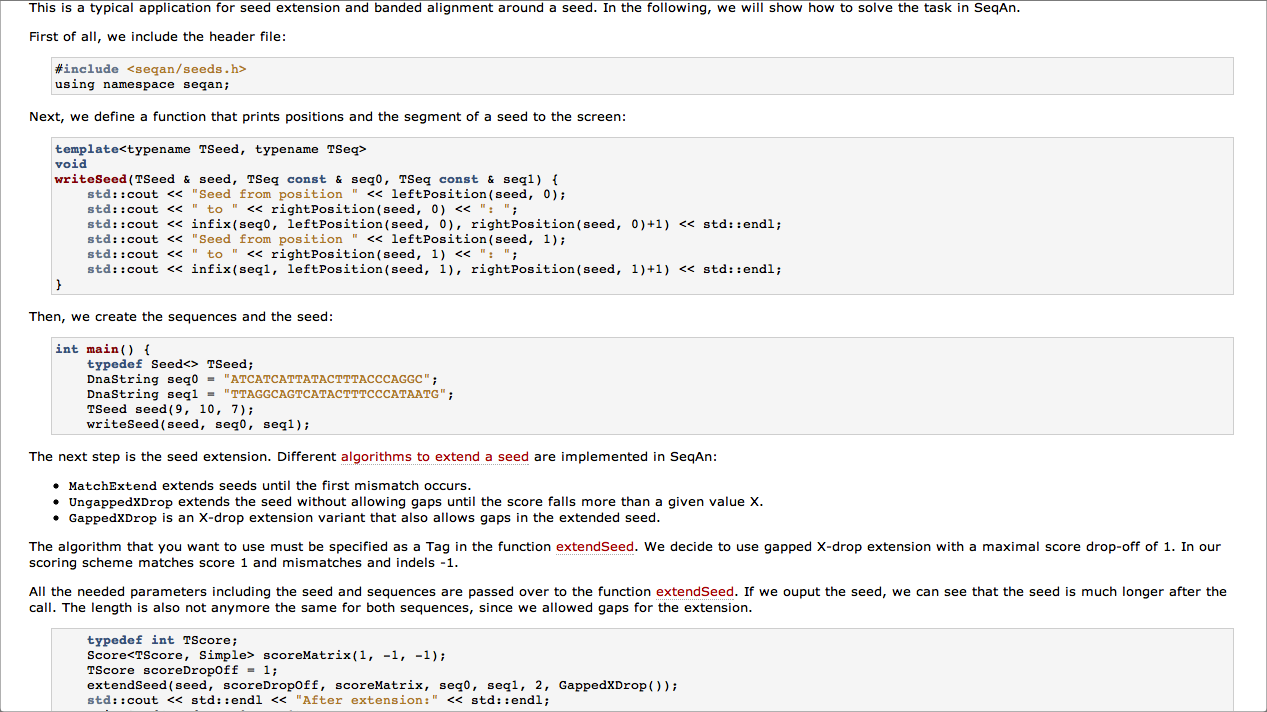 This is a typical application for seed extension and banded alignment around a seed. In the following, we will show how to solve the task in SeqAn.
First of all, we include the header file:
#include <seqan/seeds.h>
using namespace seqan;
Next, we define a function that prints positions and the segment of a seed to the screen:
template<typename TSeed, typename TSeq>
void
writeSeed(TSeed & seed, TSeq const & seq0, TSeq const & seq1) {
    std::cout << "Seed from position " << leftPosition(seed, 0);
    std::cout << " to " << rightPosition(seed, 0) << ": ";
    std::cout << infix(seq0, leftPosition(seed, 0), rightPosition(seed, 0)+1) << std::endl;
    std::cout << "Seed from position " << leftPosition(seed, 1);
    std::cout << " to " << rightPosition(seed, 1) << ": ";
    std::cout << infix(seq1, leftPosition(seed, 1), rightPosition(seed, 1)+1) << std::endl;
}
Then, we create the sequences and the seed:
int main() {
    typedef Seed<> TSeed;
    DnaString seq0 = "ATCATCATTATACTTTACCCAGGC";
    DnaString seq1 = "TTAGGCAGTCATACTTTCCCATAATG";
    TSeed seed(9, 10, 7);
    writeSeed(seed, seq0, seq1);
The next step is the seed extension. Different algorithms to extend a seed are implemented in SeqAn:
• MatchExtend extends seeds until the first mismatch occurs.
• UngappedXDrop extends the seed without allowing gaps until the score falls more than a given value X.
• GappedXDrop is an X-drop extension variant that also allows gaps in the extended seed.
The algorithm that you want to use must be specified as a Tag in the function extendSeed. We decide to use gapped X-drop extension with a maximal score drop-off of 1. In our
scoring scheme matches score 1 and mismatches and indels -1.
All the needed parameters including the seed and sequences are passed over to the function extendSeed. If we ouput the seed, we can see that the seed is much longer after the
call. The length is also not anymore the same for both sequences, since we allowed gaps for the extension.
    typedef int TScore;
    Score<TScore, Simple> scoreMatrix(1, -1, -1);
    TScore scoreDropOff = 1;
    extendSeed(seed, scoreDropOff, scoreMatrix, seq0, seq1, 2, GappedXDrop());
    std::cout << std::endl << "After extension:" << std::endl;